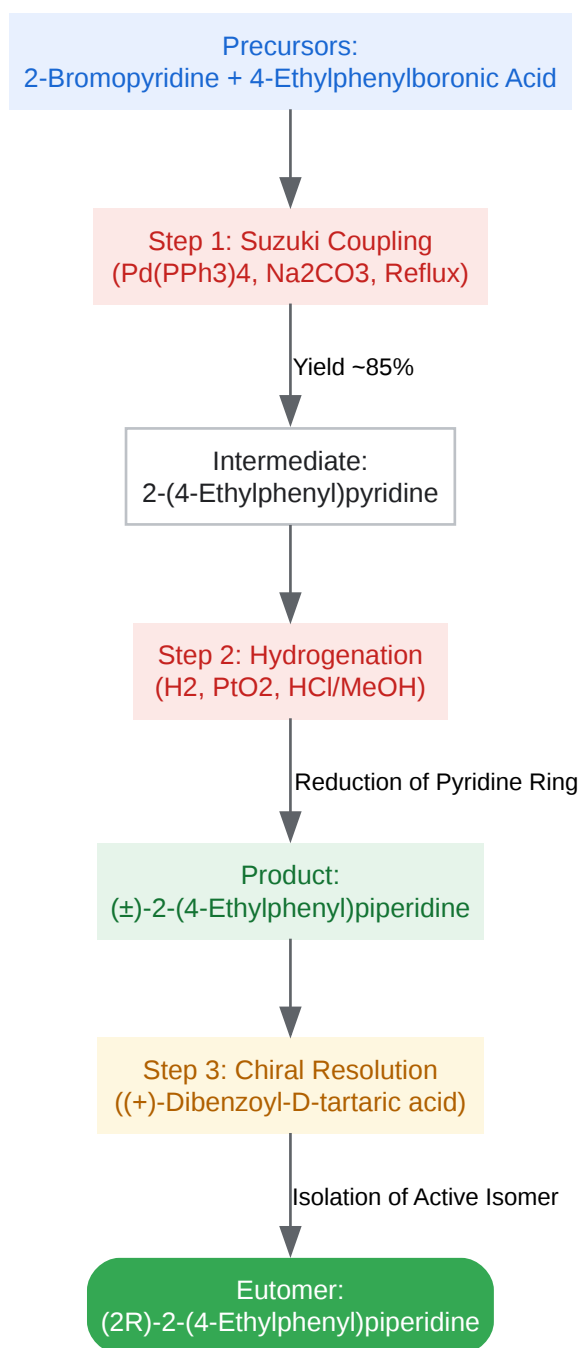 Precursors:
2-Bromopyridine + 4-Ethylphenylboronic Acid
Step 1: Suzuki Coupling
(Pd(PPh3)4, Na2CO3, Reflux)
Yield ~85%
Intermediate:
2-(4-Ethylphenyl)pyridine
Step 2: Hydrogenation
(H2, PtO2, HCl/MeOH)
Reduction of Pyridine Ring
Product:
(±)-2-(4-Ethylphenyl)piperidine
Step 3: Chiral Resolution
((+)-Dibenzoyl-D-tartaric acid)
Isolation of Active Isomer
Eutomer:
(2R)-2-(4-Ethylphenyl)piperidine